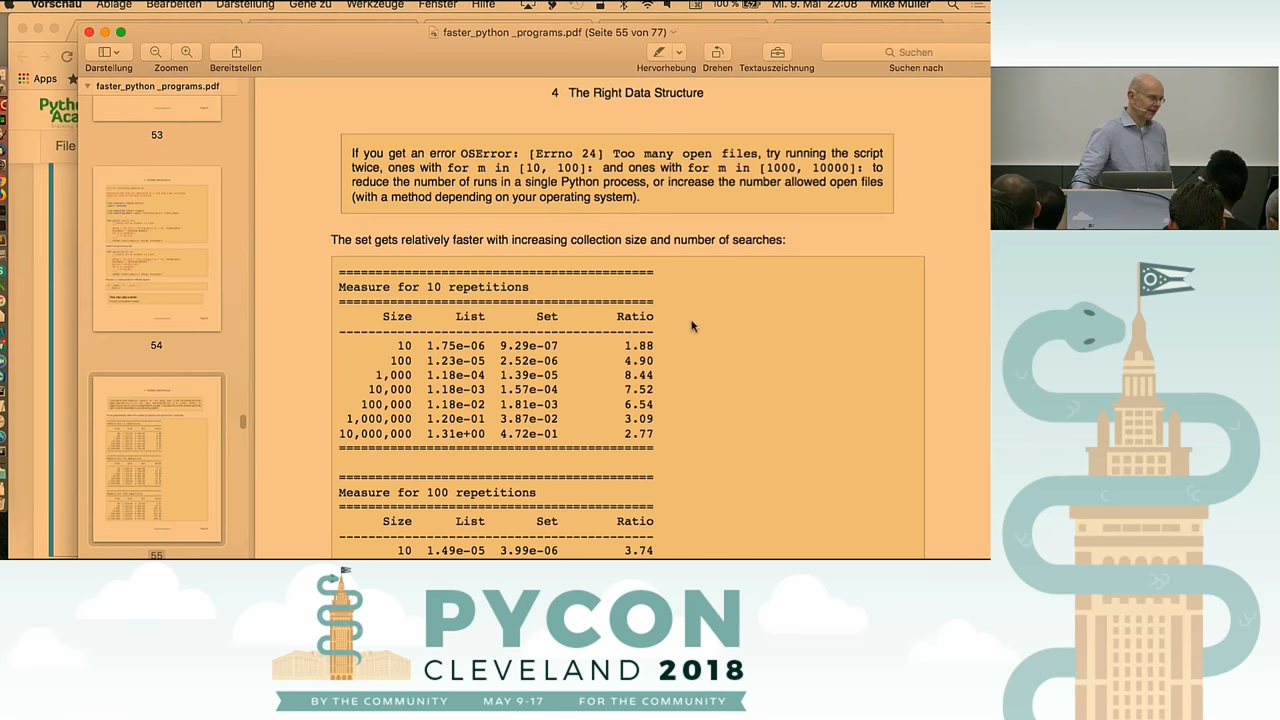 Vorschau Ablage Bearbeiten Darstellung Gehe zu Werkzeuge Fenster Hilfe 100 % Mi. 9. Mai 22:08 Mike Müller
faster_python _programs.pdf (Seite 55 von 77)
Suchen
Darstellung Zoomen Bereitstellen Hervorhebung Drehen Textauszeichnung Suchen nach
Apps
faster_python _programs.pdf
Pytho
Aca
File
53
54
55
4 The Right Data Structure
If you get an error OSError: [Errno 24] Too many open files, try running the script
twice, ones with for m in [10, 100]: and ones with for m in [1000, 10000]: to
reduce the number of runs in a single Python process, or increase the number allowed open files
(with a method depending on your operating system).
The set gets relatively faster with increasing collection size and number of searches:
===========================================
Measure for 10 repetitions
===========================================
Size List Set Ratio
-------------------------------------------
10 1.75e-06 9.29e-07 1.88
100 1.23e-05 2.52e-06 4.90
1,000 1.18e-04 1.39e-05 8.44
10,000 1.18e-03 1.57e-04 7.52
100,000 1.18e-02 1.81e-03 6.54
1,000,000 1.20e-01 3.87e-02 3.09
10,000,000 1.31e+00 4.72e-01 2.77
===========================================
===========================================
Measure for 100 repetitions
===========================================
Size List Set Ratio
-------------------------------------------
10 1.49e-05 3.99e-06 3.74
PYCON
CLEVELAND 2018
BY THE COMMUNITY MAY 9-17 FOR THE COMMUNITY